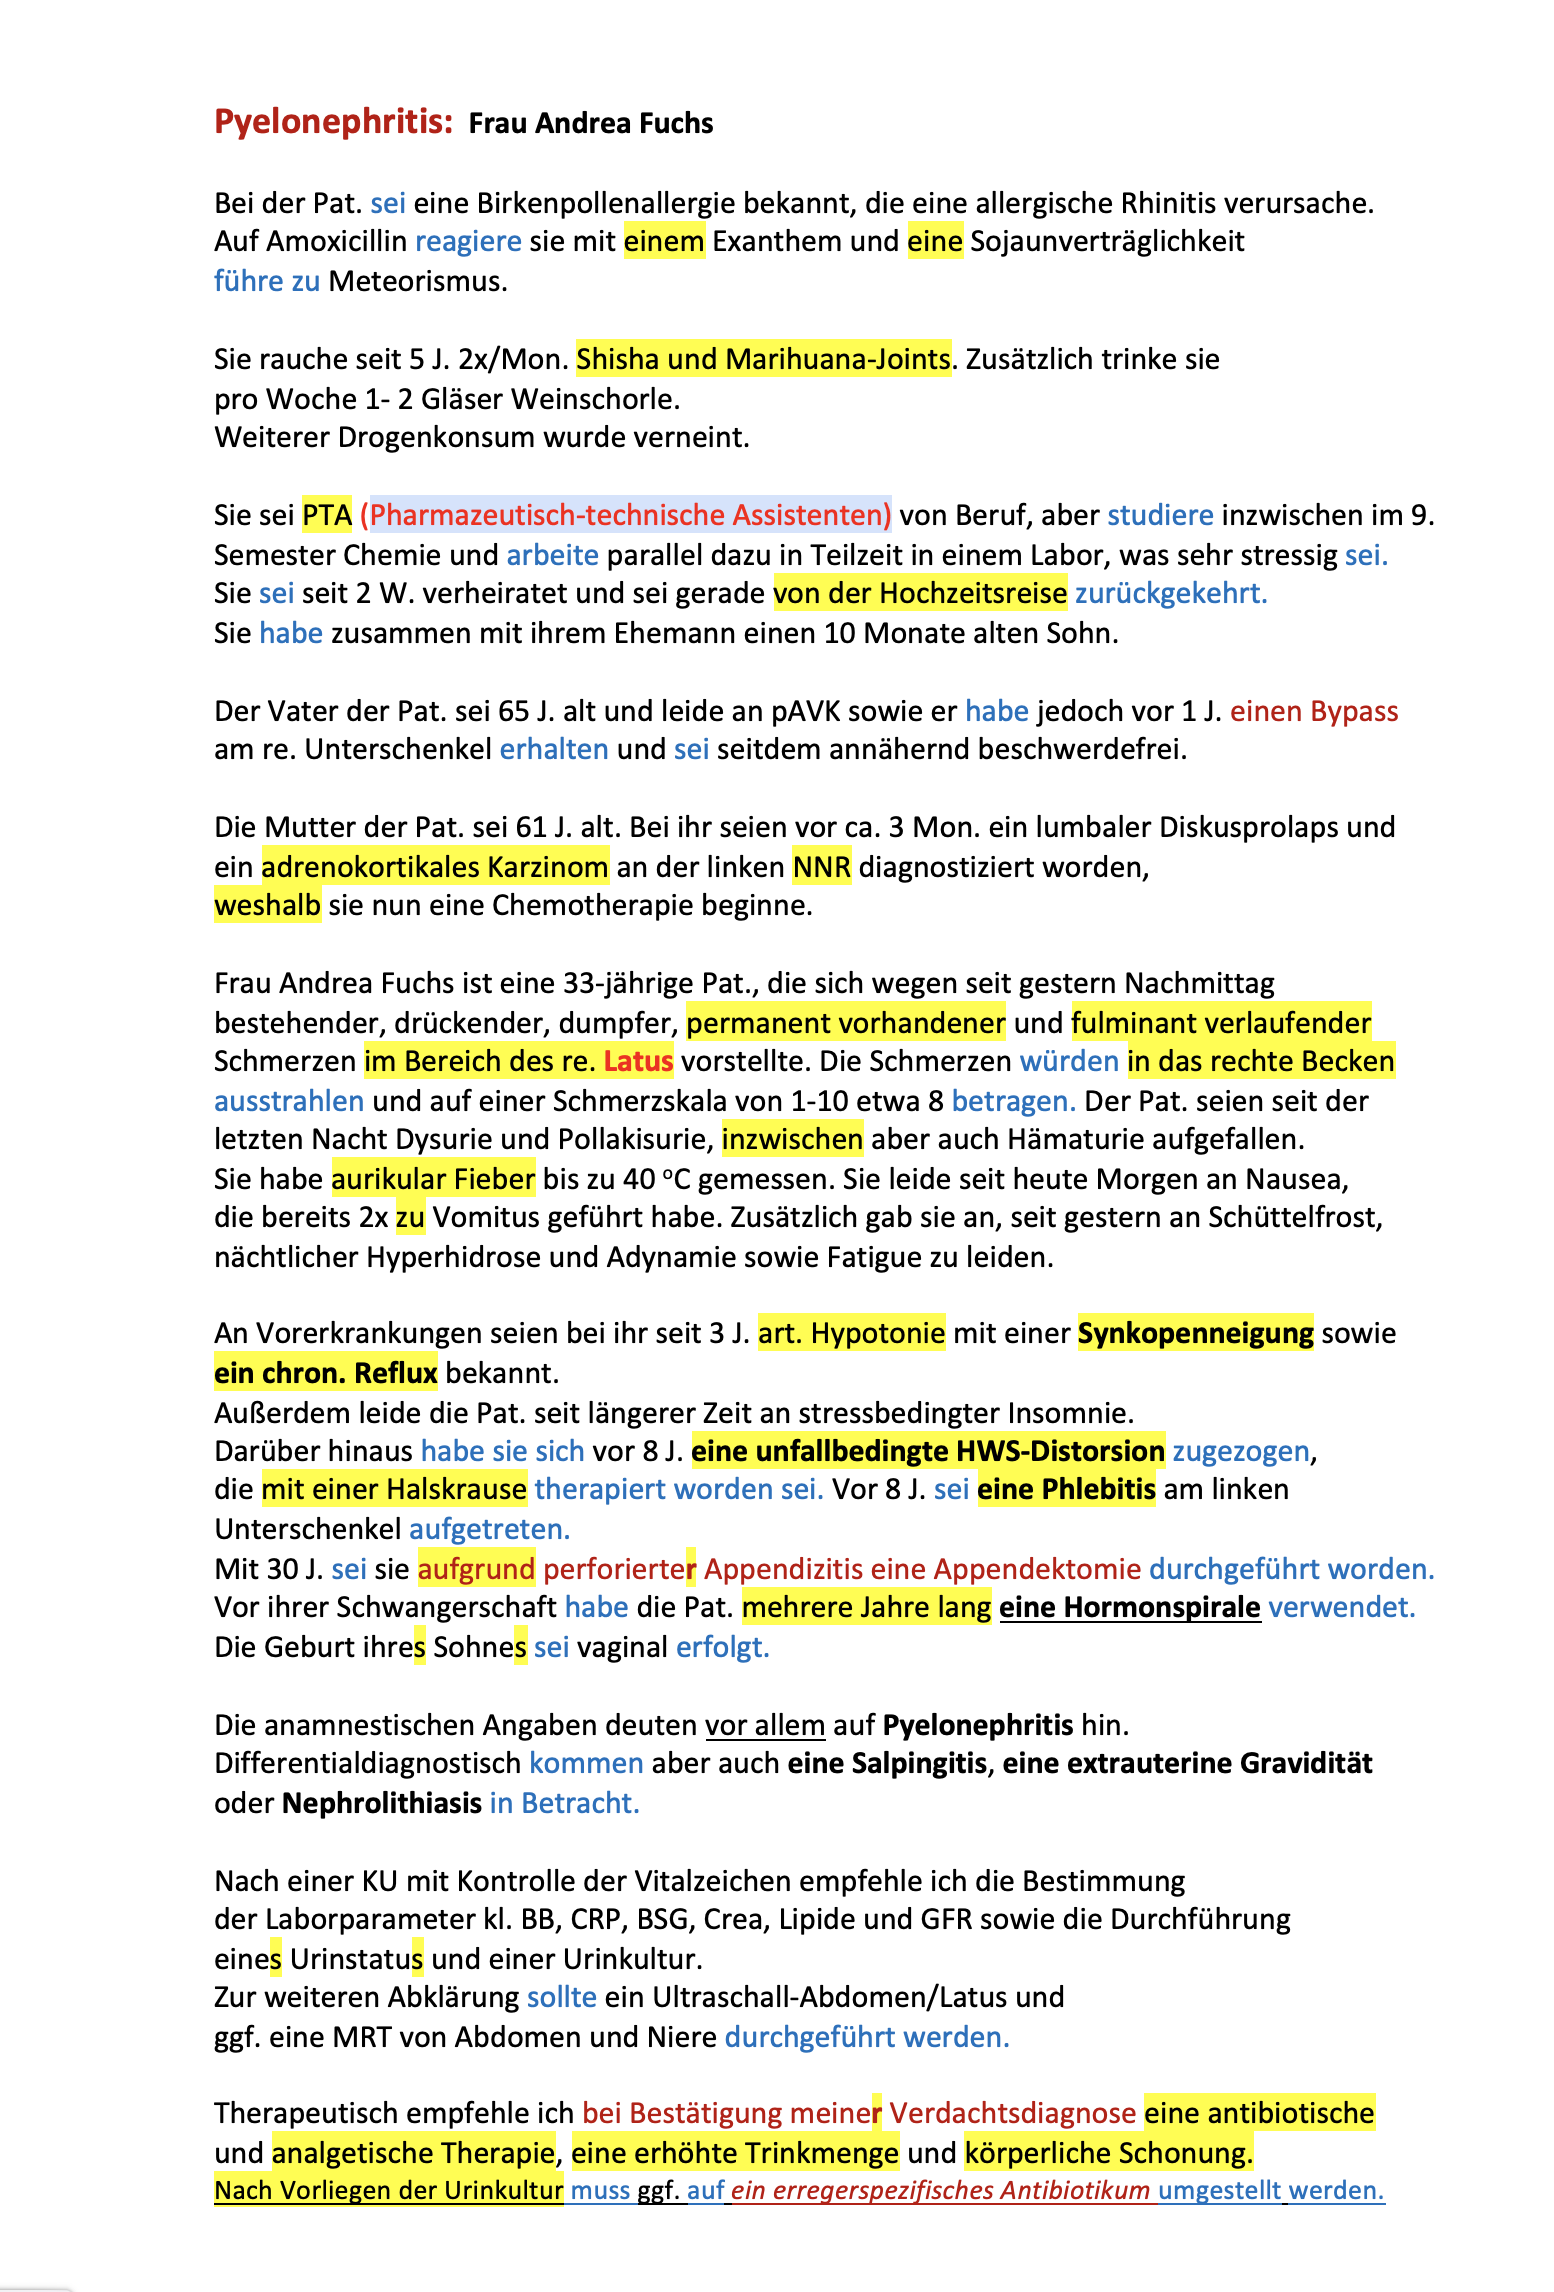 Pyelonephritis: Frau Andrea Fuchs
Bei der Pat. sei eine Birkenpollenallergie bekannt, die eine allergische Rhinitis verursache.
Auf Amoxicillin reagiere sie mit einem Exanthem und eine Sojaunverträglichkeit
führe zu Meteorismus.
Sie rauche seit 5 J. 2x/Mon. Shisha und Marihuana-Joints. Zusätzlich trinke sie
pro Woche 1- 2 Gläser Weinschorle.
Weiterer Drogenkonsum wurde verneint.
Sie sei PTA (Pharmazeutisch-technische Assistenten) von Beruf, aber studiere inzwischen im 9.
Semester Chemie und arbeite parallel dazu in Teilzeit in einem Labor, was sehr stressig sei.
Sie sei seit 2 W. verheiratet und sei gerade von der Hochzeitsreise zurückgekehrt.
Sie habe zusammen mit ihrem Ehemann einen 10 Monate alten Sohn.
Der Vater der Pat. sei 65 J. alt und leide an pAVK sowie er habe jedoch vor 1 J. einen Bypass
am re. Unterschenkel erhalten und sei seitdem annähernd beschwerdefrei.
Die Mutter der Pat. sei 61 J. alt. Bei ihr seien vor ca. 3 Mon. ein lumbaler Diskusprolaps und
ein adrenokortikales Karzinom an der linken NNR diagnostiziert worden,
weshalb sie nun eine Chemotherapie beginne.
Frau Andrea Fuchs ist eine 33-jährige Pat., die sich wegen seit gestern Nachmittag
bestehender, drückender, dumpfer, permanent vorhandener und fulminant verlaufender
Schmerzen im Bereich des re. Latus vorstellte. Die Schmerzen würden in das rechte Becken
ausstrahlen und auf einer Schmerzskala von 1-10 etwa 8 betragen. Der Pat. seien seit der
letzten Nacht Dysurie und Pollakisurie, inzwischen aber auch Hämaturie aufgefallen.
Sie habe aurikular Fieber bis zu 40 ºC gemessen. Sie leide seit heute Morgen an Nausea,
die bereits 2x zu Vomitus geführt habe. Zusätzlich gab sie an, seit gestern an Schüttelfrost,
nächtlicher Hyperhidrose und Adynamie sowie Fatigue zu leiden.
An Vorerkrankungen seien bei ihr seit 3 J. art. Hypotonie mit einer Synkopenneigung sowie
ein chron. Reflux bekannt.
Außerdem leide die Pat. seit längerer Zeit an stressbedingter Insomnie.
Darüber hinaus habe sie sich vor 8 J. eine unfallbedingte HWS-Distorsion zugezogen,
die mit einer Halskrause therapiert worden sei. Vor 8 J. sei eine Phlebitis am linken
Unterschenkel aufgetreten.
Mit 30 J. sei sie aufgrund perforierter Appendizitis eine Appendektomie durchgeführt worden.
Vor ihrer Schwangerschaft habe die Pat. mehrere Jahre lang eine Hormonspirale verwendet.
Die Geburt ihres Sohnes sei vaginal erfolgt.
Die anamnestischen Angaben deuten vor allem auf Pyelonephritis hin.
Differentialdiagnostisch kommen aber auch eine Salpingitis, eine extrauterine Gravidität
oder Nephrolithiasis in Betracht.
Nach einer KU mit Kontrolle der Vitalzeichen empfehle ich die Bestimmung
der Laborparameter kl. BB, CRP, BSG, Crea, Lipide und GFR sowie die Durchführung
eines Urinstatus und einer Urinkultur.
Zur weiteren Abklärung sollte ein Ultraschall-Abdomen/Latus und
ggf. eine MRT von Abdomen und Niere durchgeführt werden.
Therapeutisch empfehle ich bei Bestätigung meiner Verdachtsdiagnose eine antibiotische
und analgetische Therapie, eine erhöhte Trinkmenge und körperliche Schonung.
Nach Vorliegen der Urinkultur muss ggf. auf ein erregerspezifisches Antibiotikum umgestellt werden.